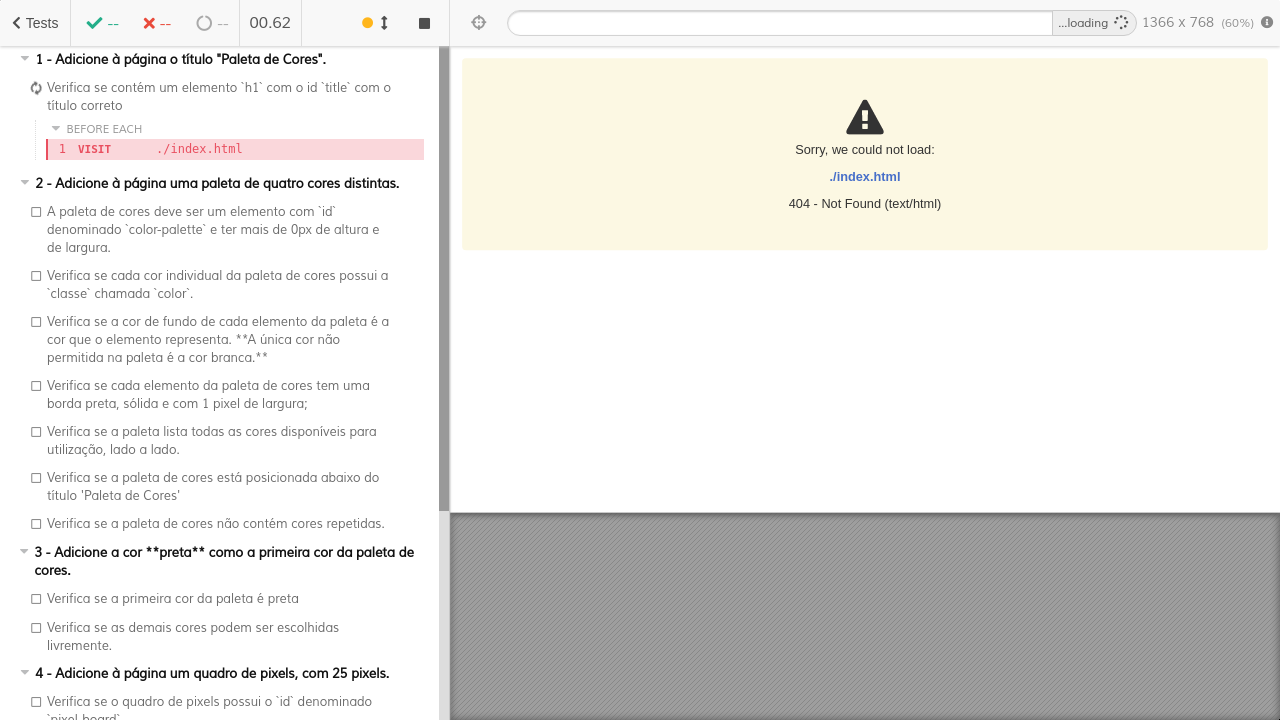 Tests
--
--
--
00.62
...loading
1366 x 768 (60%)
1 - Adicione à página o título "Paleta de Cores".
Verifica se contém um elemento `h1` com o id `title` com o
título correto
BEFORE EACH
1 VISIT ./index.html
2 - Adicione à página uma paleta de quatro cores distintas.
A paleta de cores deve ser um elemento com `id`
denominado `color-palette` e ter mais de 0px de altura e
de largura.
Verifica se cada cor individual da paleta de cores possui a
`classe` chamada `color`.
Verifica se a cor de fundo de cada elemento da paleta é a
cor que o elemento representa. **A única cor não
permitida na paleta é a cor branca.**
Verifica se cada elemento da paleta de cores tem uma
borda preta, sólida e com 1 pixel de largura;
Verifica se a paleta lista todas as cores disponíveis para
utilização, lado a lado.
Verifica se a paleta de cores está posicionada abaixo do
título 'Paleta de Cores'
Verifica se a paleta de cores não contém cores repetidas.
3 - Adicione a cor **preta** como a primeira cor da paleta de
cores.
Verifica se a primeira cor da paleta é preta
Verifica se as demais cores podem ser escolhidas
livremente.
4 - Adicione à página um quadro de pixels, com 25 pixels.
Verifica se o quadro de pixels possui o `id` denominado
`pixel-board`
Sorry, we could not load:
./index.html
404 - Not Found (text/html)